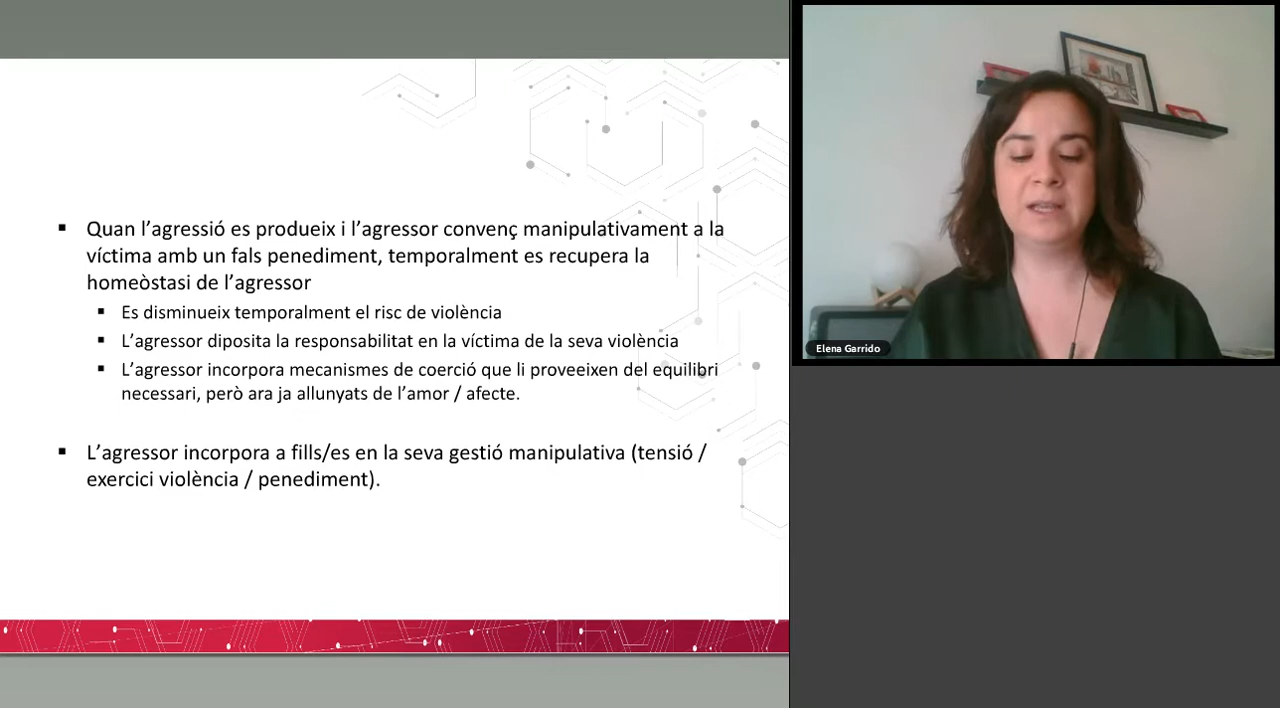 Quan l’agressió es produeix i l’agressor convenç manipulativament a la
víctima amb un fals penediment, temporalment es recupera la
homeòstasi de l’agressor
Es disminueix temporalment el risc de violència
L’agressor diposita la responsabilitat en la víctima de la seva violència
L’agressor incorpora mecanismes de coerció que li proveeixen del equilibri
necessari, però ara ja allunyats de l’amor / afecte.
L’agressor incorpora a fills/es en la seva gestió manipulativa (tensió /
exercici violència / penediment).
Elena Garrido